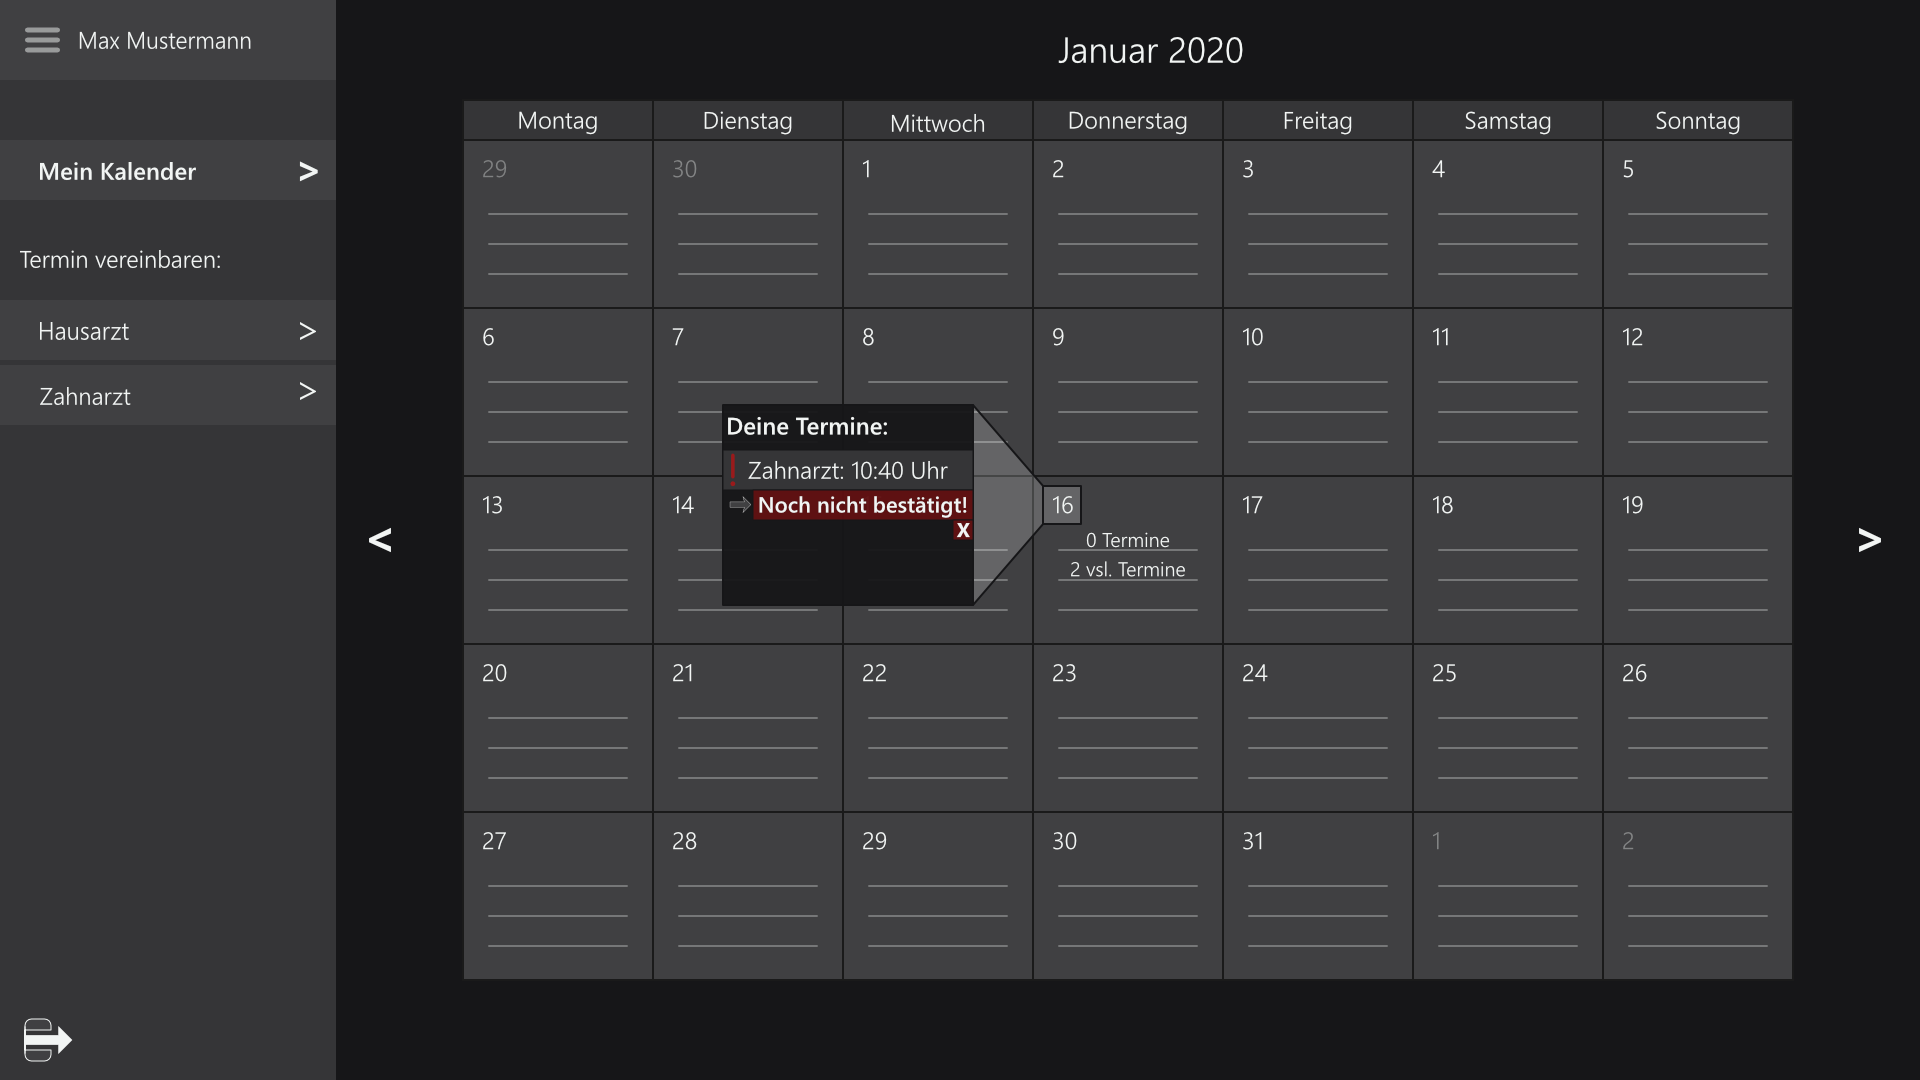 Max Mustermann
Mein Kalender >
Termin vereinbaren:
Hausarzt >
Zahnarzt >
Januar 2020
Montag Dienstag Mittwoch Donnerstag Freitag Samstag Sonntag
29 30 1 2 3 4 5
6 7 8 9 10 11 12
Deine Termine:
! Zahnarzt: 10:40 Uhr
Noch nicht bestätigt!
X
13 14 16 17 18 19
0 Termine
2 vsl. Termine
< >
20 21 22 23 24 25 26
27 28 29 30 31 1 2